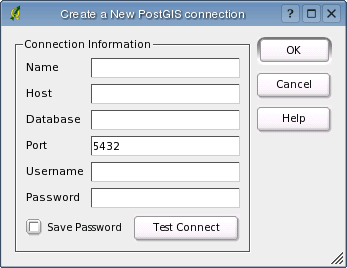 Create a New PostGIS connection
Connection Information
Name
Host
Database
Port 5432
Username
Password
Save Password Test Connect
OK
Cancel
Help